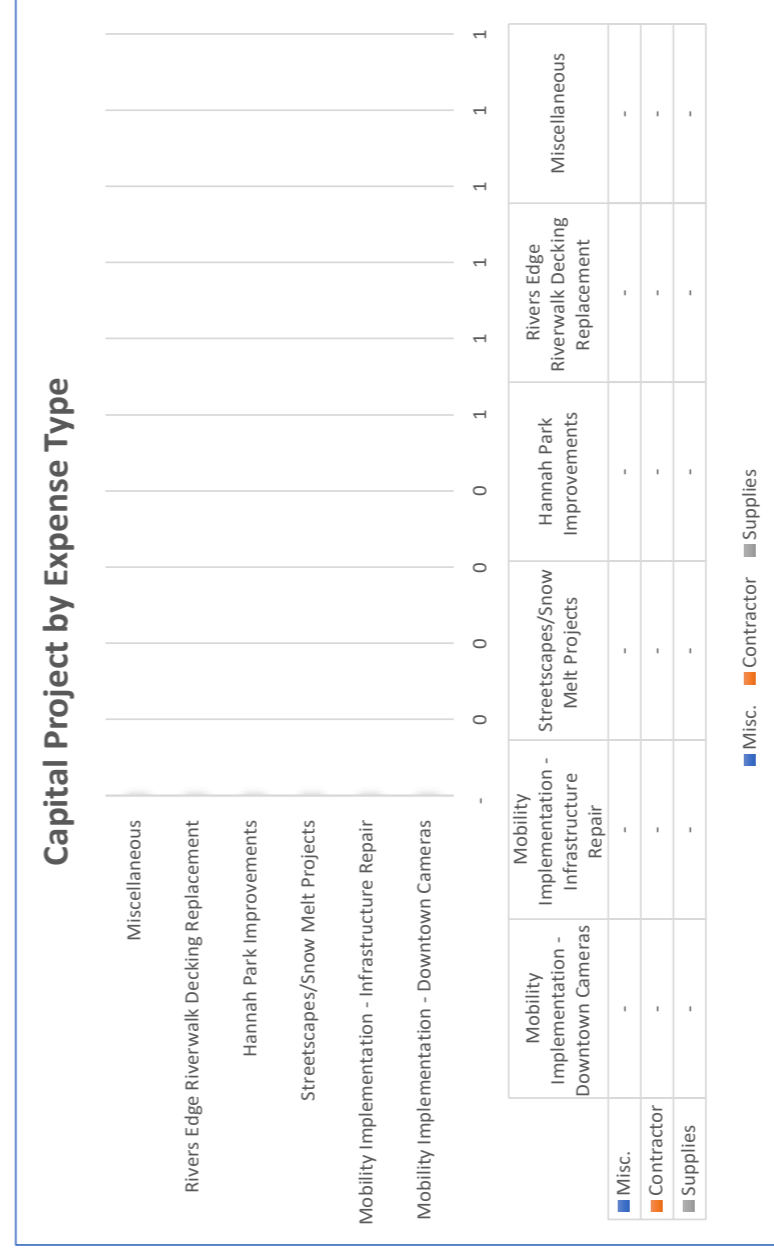 Capital Project by Expense Type
Miscellaneous
Rivers Edge Riverwalk Decking Replacement
Hannah Park Improvements
Streetscapes/Snow Melt Projects
Mobility Implementation - Infrastructure Repair
Mobility Implementation - Downtown Cameras
- 0 0 0 0 1 1 1 1 1 1
Mobility
Implementation -
Downtown Cameras
Mobility
Implementation -
Infrastructure
Repair
Streetscapes/Snow
Melt Projects
Hannah Park
Improvements
Rivers Edge
Riverwalk Decking
Replacement
Miscellaneous
Misc. - - - - - -
Contractor - - - - - -
Supplies - - - - - -
Misc. Contractor Supplies